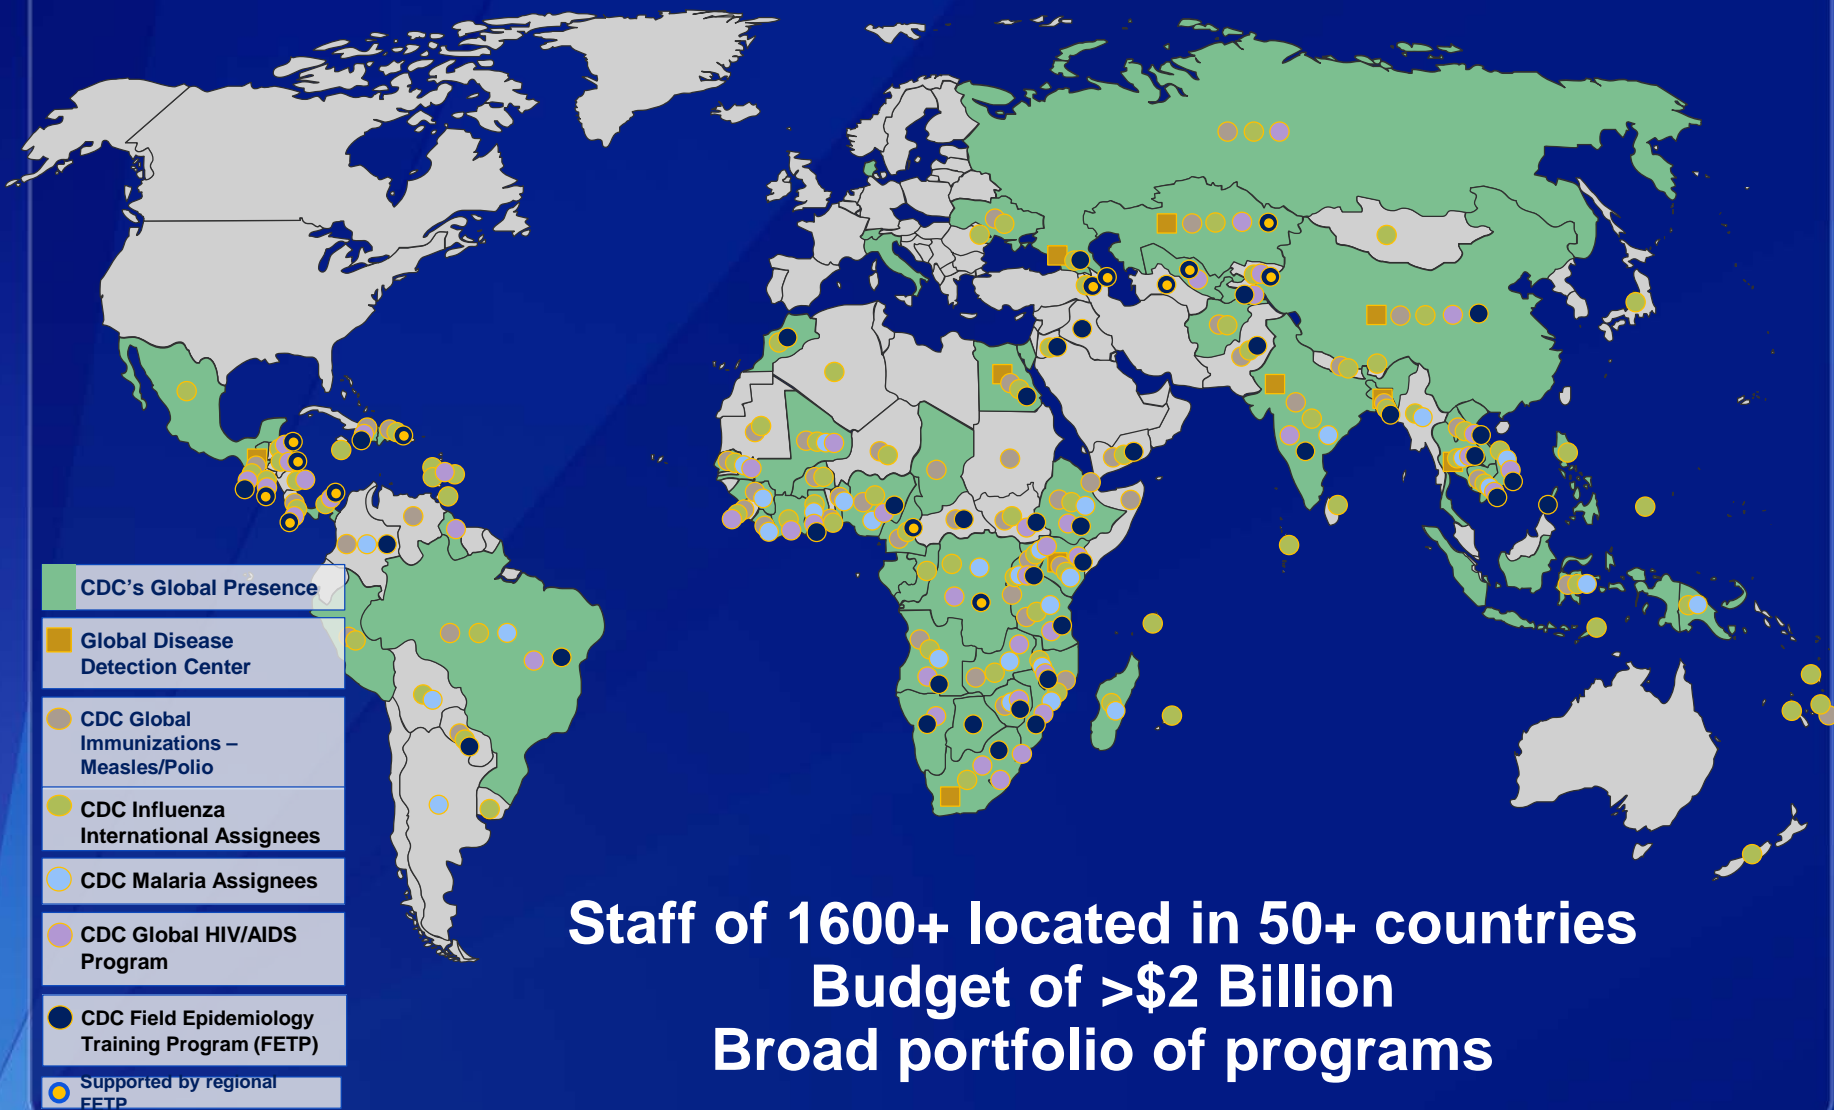 CDC's Global Presence
Global Disease
Detection Center
CDC Global
Immunizations –
Measles/Polio
CDC Influenza
International Assignees
CDC Malaria Assignees
CDC Global HIV/AIDS
Program
CDC Field Epidemiology
Training Program (FETP)
Supported by regional
FETP
Staff of 1600+ located in 50+ countries
Budget of >$2 Billion
Broad portfolio of programs